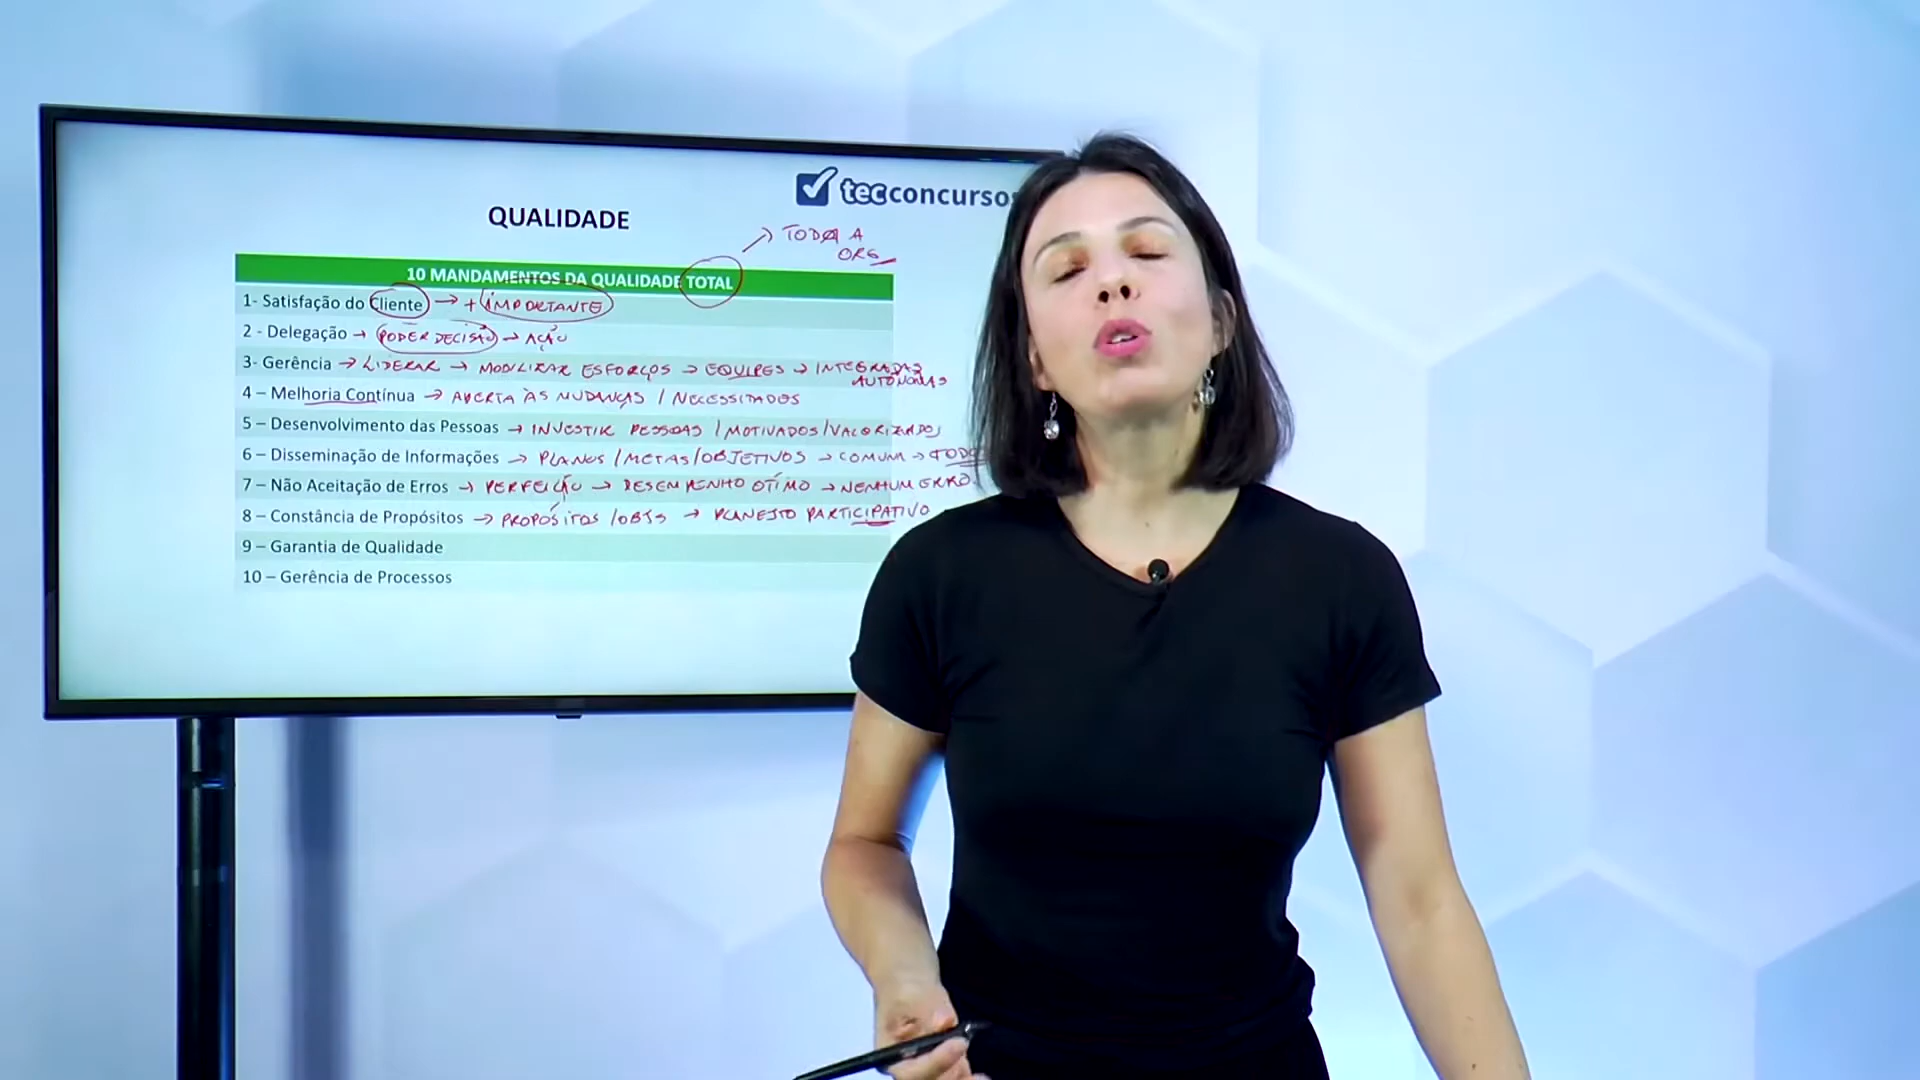 tecconcursos
QUALIDADE
TODA A
ORG
10 MANDAMENTOS DA QUALIDADE TOTAL
1- Satisfação do Cliente → + IMPORTANTE
2 - Delegação → PODER DECISÃO → AÇÃO
3- Gerência → LIDERAR → MOBILIZAR ESFORÇOS → EQUIPES → INTEGRADAS
AUTÔNOMAS
4 – Melhoria Contínua → ABERTA ÀS MUDANÇAS / NECESSIDADES
5 – Desenvolvimento das Pessoas → INVESTIR PESSOAS / MOTIVADOS / VALORIZADOS
6 – Disseminação de Informações → PLANOS / METAS / OBJETIVOS → COMUM →
7 – Não Aceitação de Erros → PERFEIÇÃO → DESEMPENHO ÓTIMO → NENHUM ERRO.
8 – Constância de Propósitos → PROPÓSITOS / OBJS → PLANEJTO PARTICIPATIVO
9 – Garantia de Qualidade
10 – Gerência de Processos